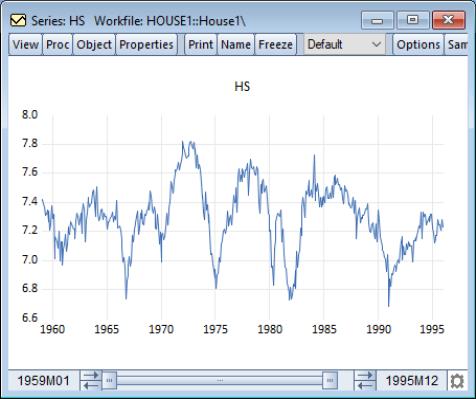 Series: HS Workfile: HOUSE1::House1\
View Proc Object Properties Print Name Freeze Default Options Sam
HS
8.0
7.8
7.6
7.4
7.2
7.0
6.8
6.6
1960 1965 1970 1975 1980 1985 1990 1995
1959M01 1995M12